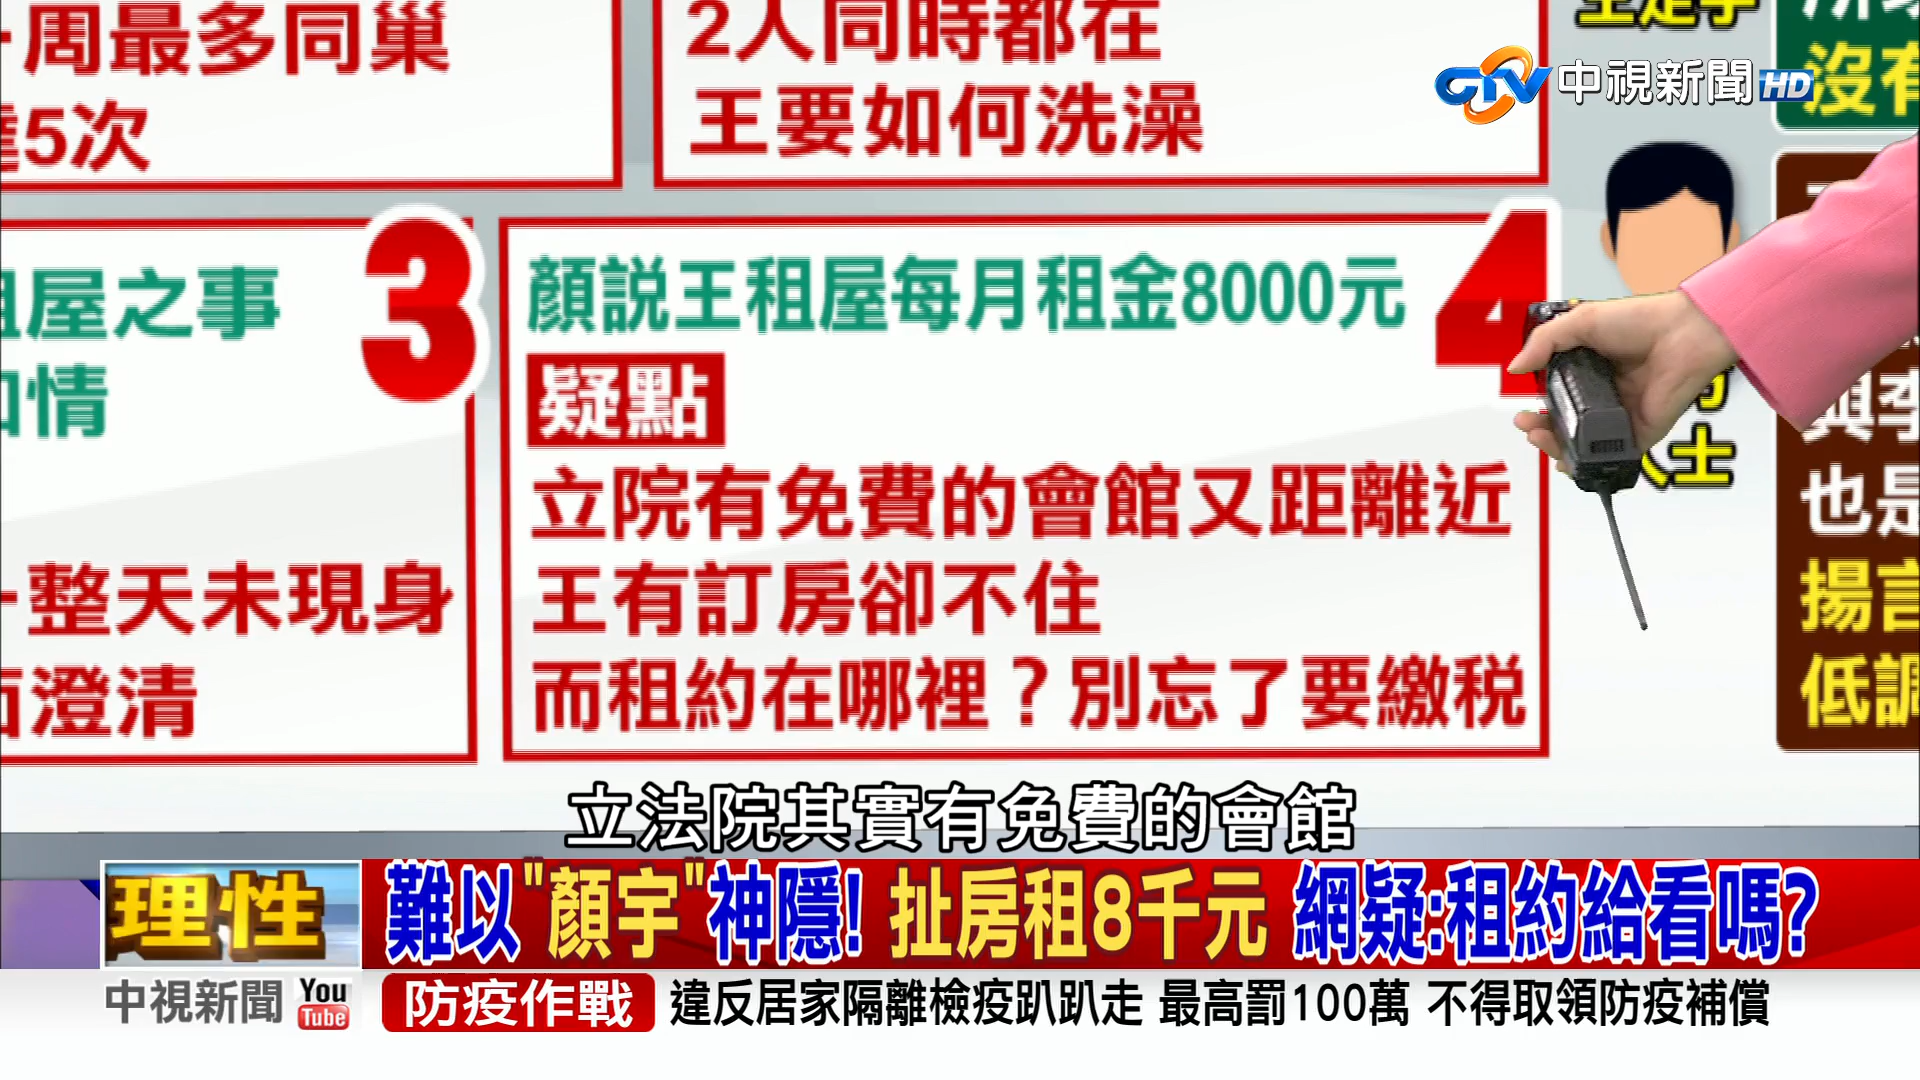 周最多同巢
5次
2人同時都在
王要如何洗澡
CTV 中視新聞HD
沒有
屋之事
情
3
整天未現身
澄清
顏說王租屋每月租金8000元
4
疑點
立院有免費的會館又距離近
王有訂房卻不住
而租約在哪裡？別忘了要繳稅
士
與李
也是
揚言
低調
立法院其實有免費的會館
理性
難以"顏宇"神隱! 扯房租8千元 網疑:租約給看嗎?
中視新聞 YouTube
防疫作戰 違反居家隔離檢疫趴趴走 最高罰100萬 不得取領防疫補償